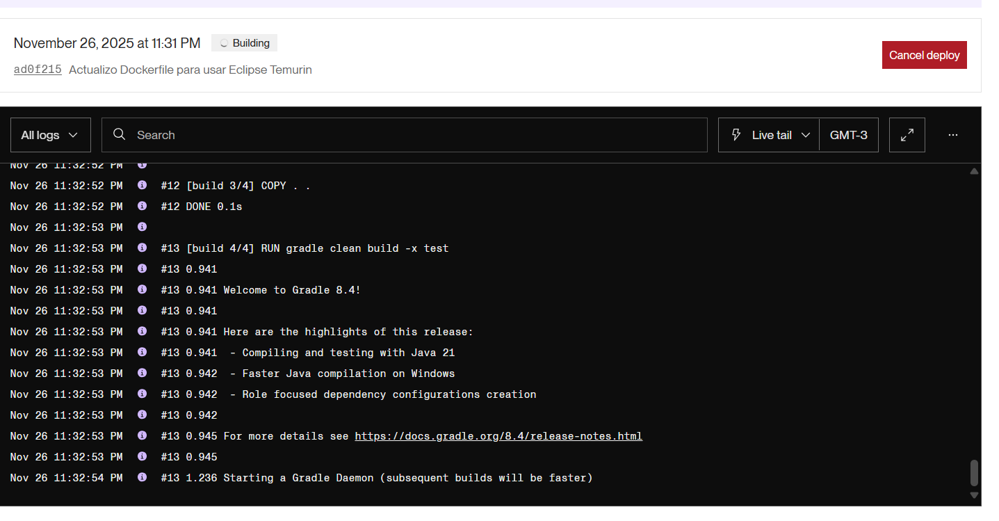 November 26, 2025 at 11:31 PM Building
Cancel deploy
ad0f215 Actualizo Dockerfile para usar Eclipse Temurin
All logs Search Live tail GMT-3 ...
Nov 26 11:32:52 PM
Nov 26 11:32:52 PM #12 [build 3/4] COPY . .
Nov 26 11:32:52 PM #12 DONE 0.1s
Nov 26 11:32:53 PM
Nov 26 11:32:53 PM #13 [build 4/4] RUN gradle clean build -x test
Nov 26 11:32:53 PM #13 0.941
Nov 26 11:32:53 PM #13 0.941 Welcome to Gradle 8.4!
Nov 26 11:32:53 PM #13 0.941
Nov 26 11:32:53 PM #13 0.941 Here are the highlights of this release:
Nov 26 11:32:53 PM #13 0.941  - Compiling and testing with Java 21
Nov 26 11:32:53 PM #13 0.942  - Faster Java compilation on Windows
Nov 26 11:32:53 PM #13 0.942  - Role focused dependency configurations creation
Nov 26 11:32:53 PM #13 0.942
Nov 26 11:32:53 PM #13 0.945 For more details see https://docs.gradle.org/8.4/release-notes.html
Nov 26 11:32:53 PM #13 0.945
Nov 26 11:32:54 PM #13 1.236 Starting a Gradle Daemon (subsequent builds will be faster)